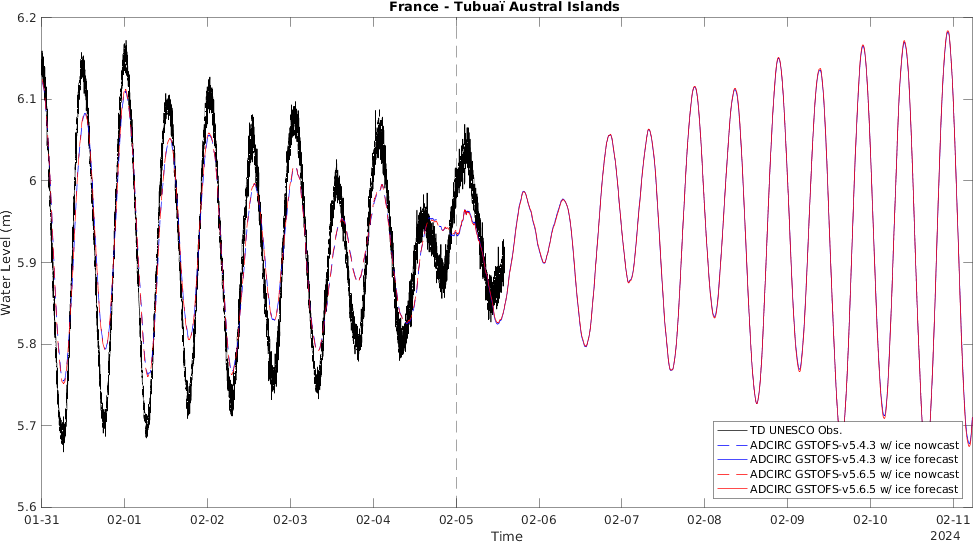 France - Tubuaï Austral Islands
6.2
6.1
6
5.9
5.8
5.7
5.6
Water Level (m)
TD UNESCO Obs.
ADCIRC GSTOFS-v5.4.3 w/ ice nowcast
ADCIRC GSTOFS-v5.4.3 w/ ice forecast
ADCIRC GSTOFS-v5.6.5 w/ ice nowcast
ADCIRC GSTOFS-v5.6.5 w/ ice forecast
01-31 02-01 02-02 02-03 02-04 02-05 02-06 02-07 02-08 02-09 02-10 02-11
Time
2024